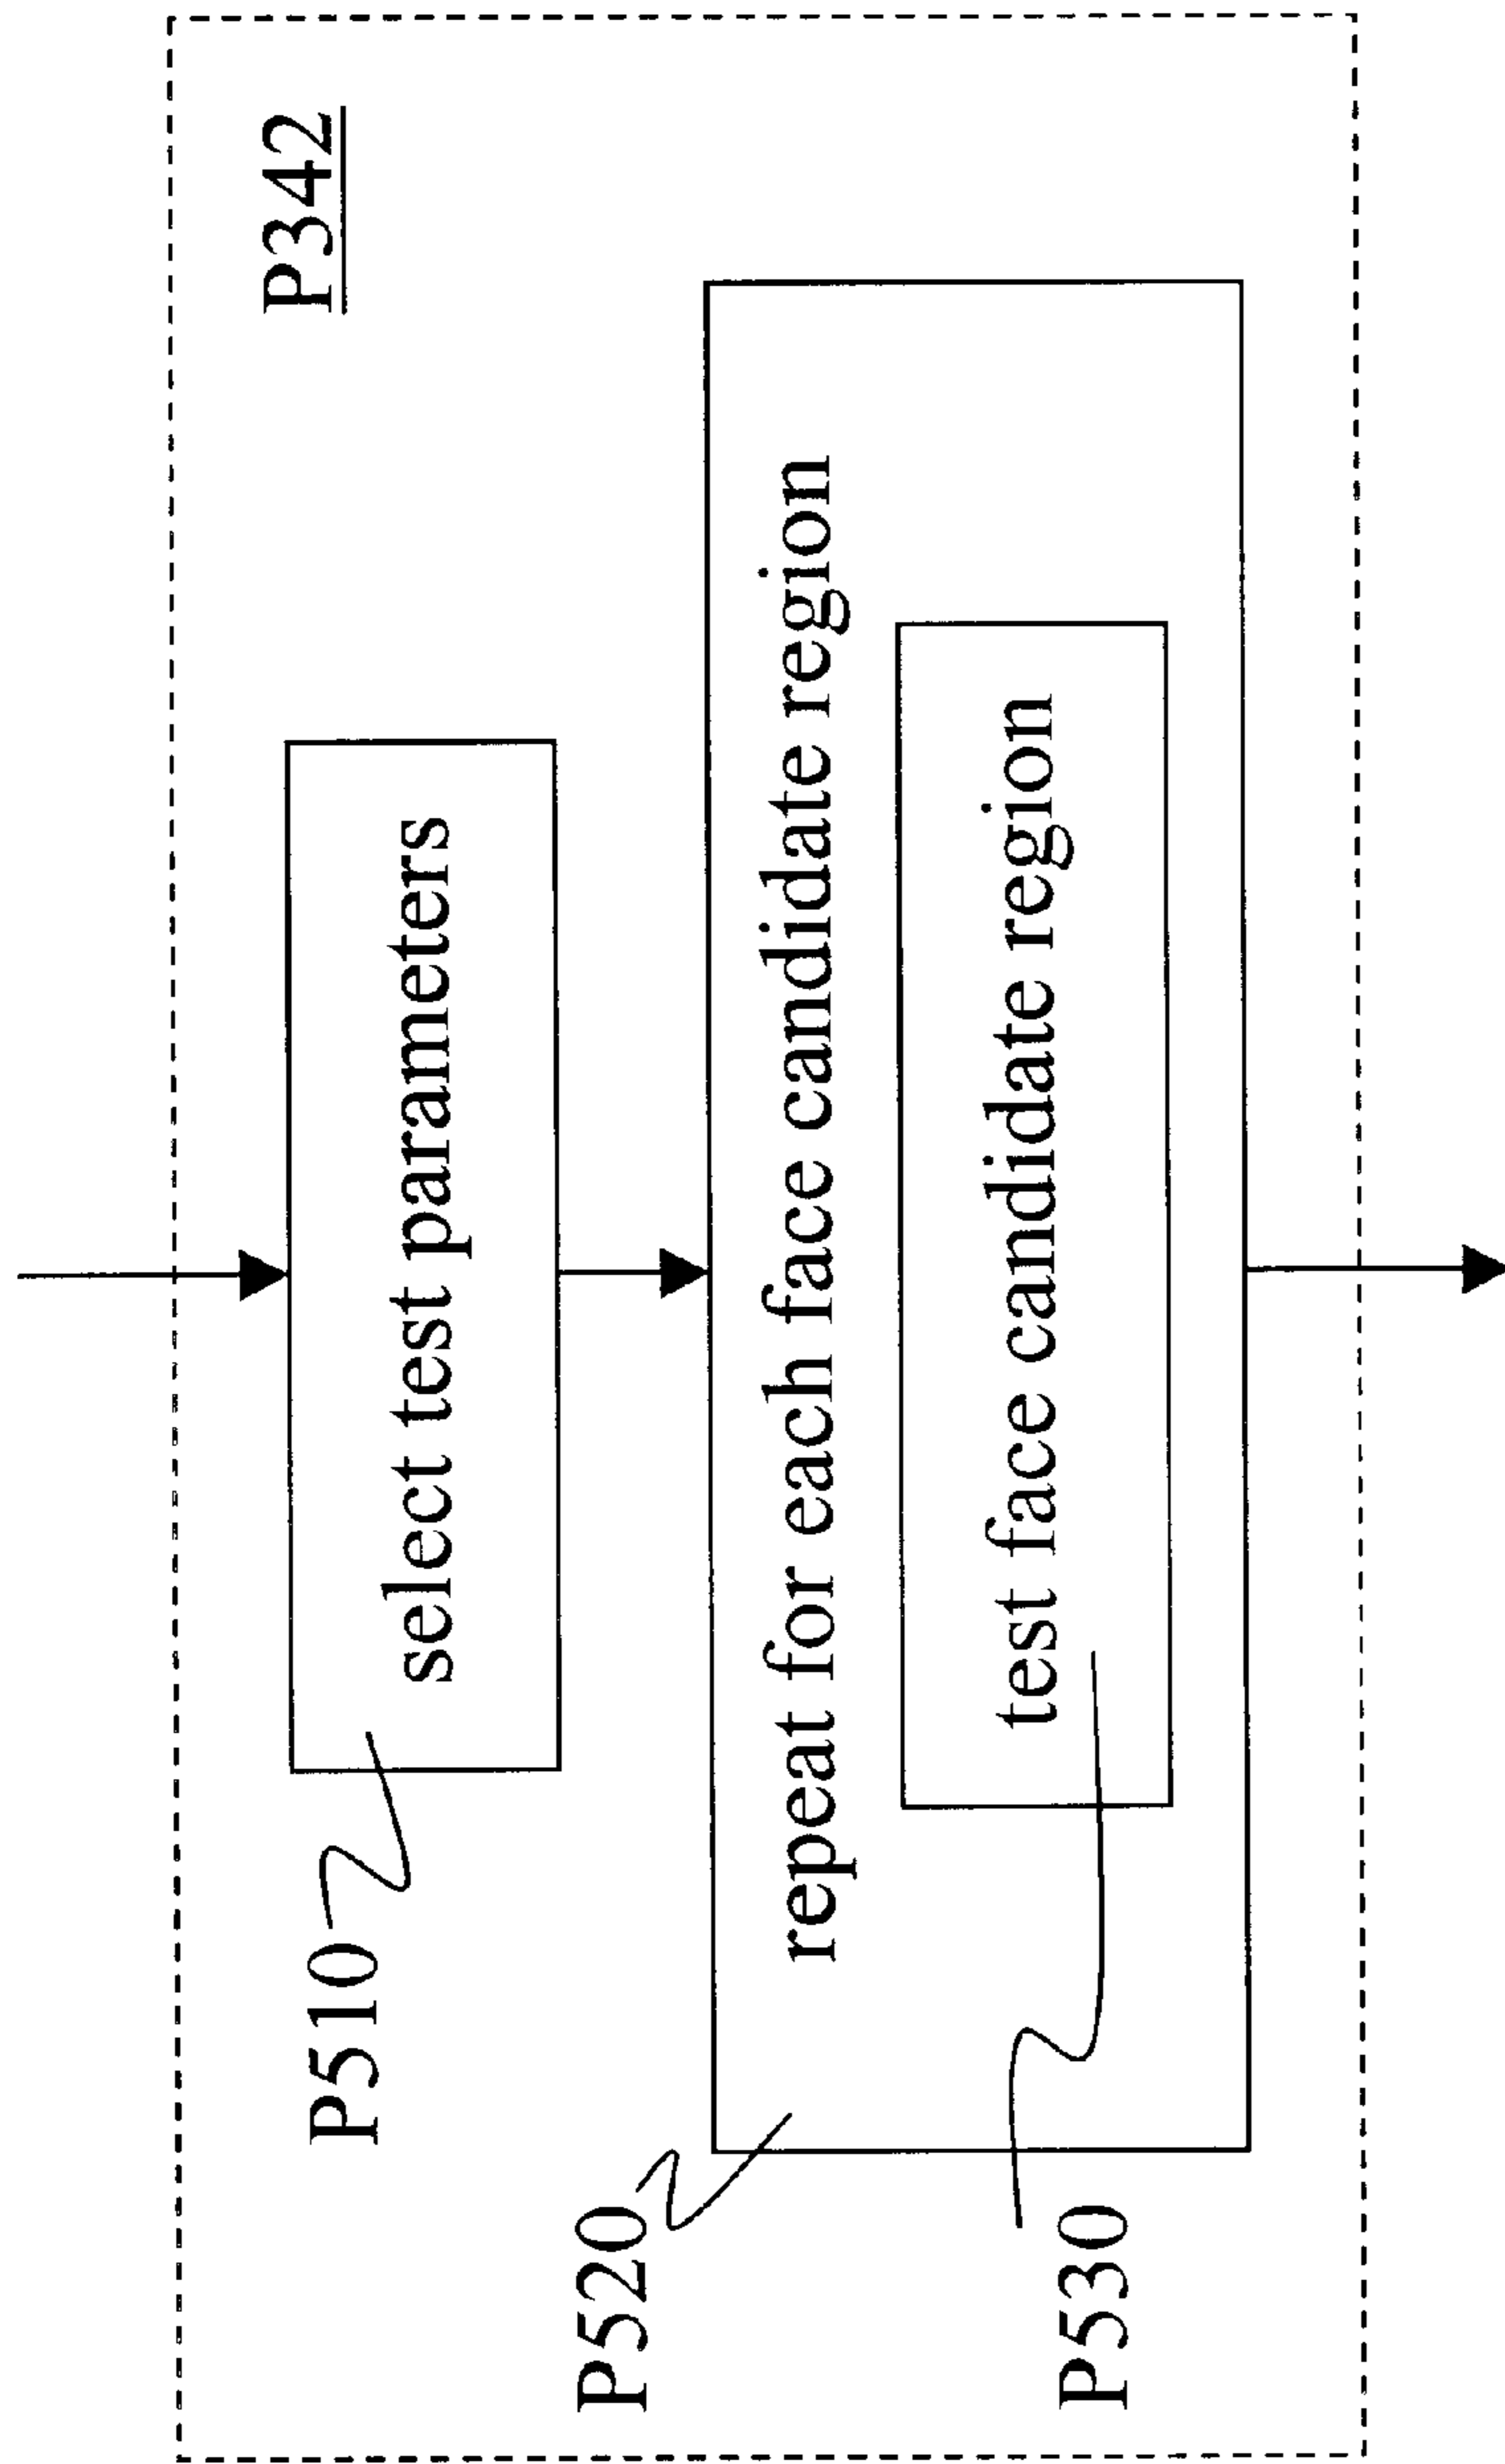 P342
P510
select test parameters
P520
repeat for each face candidate region
test face candidate region
P530